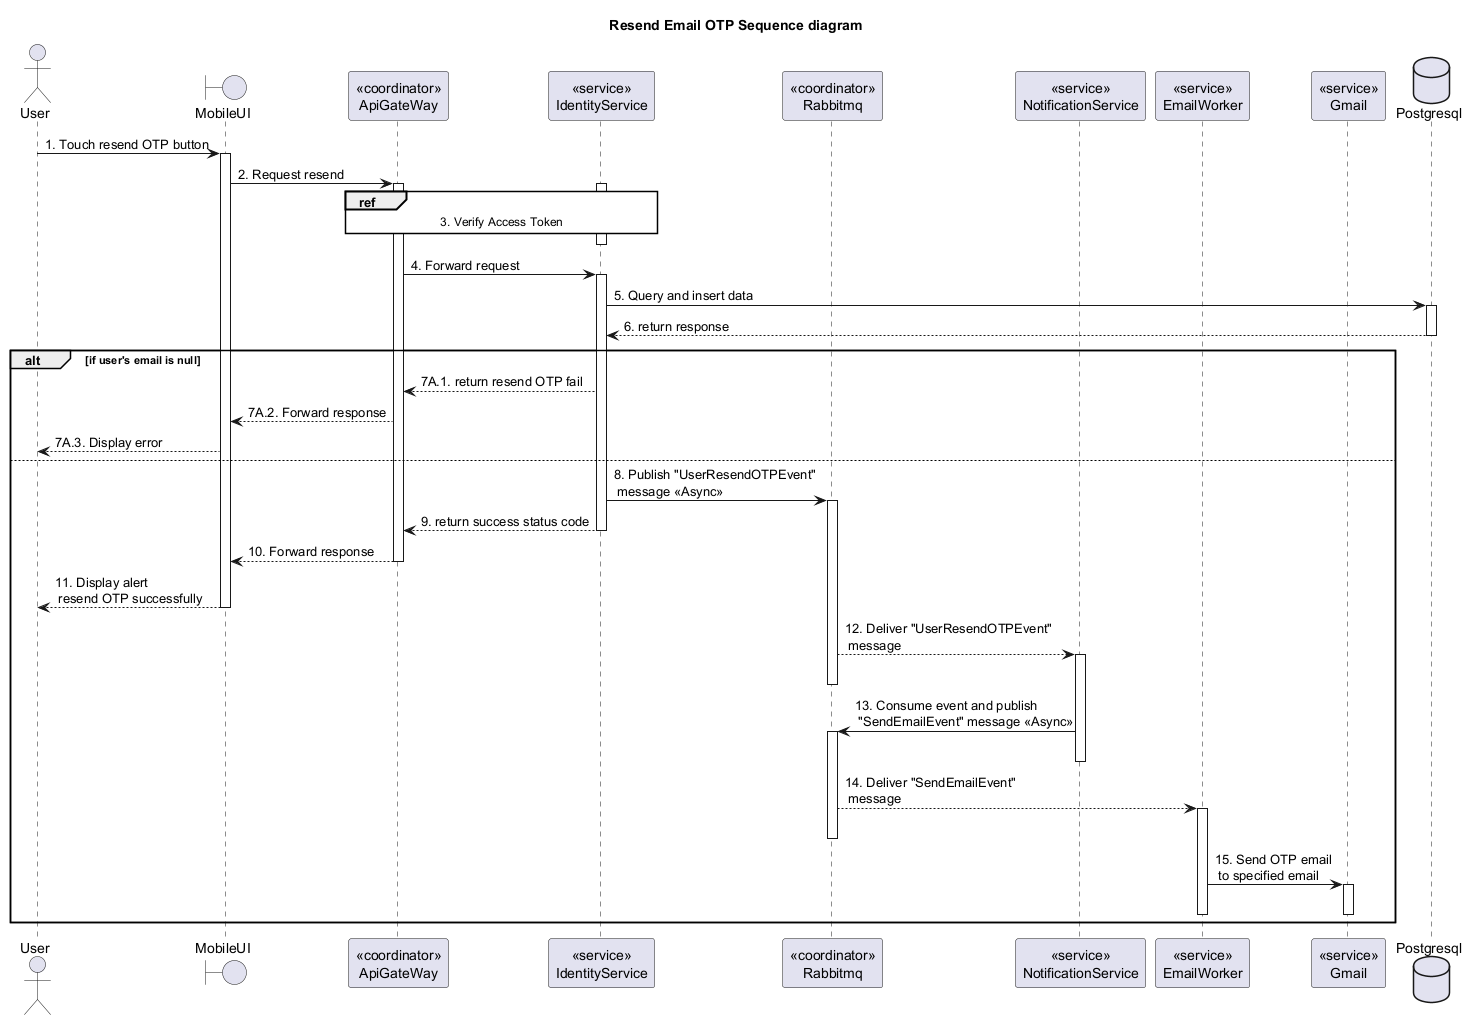 Resend Email OTP Sequence diagram
User
MobileUI
«coordinator»
ApiGateWay
«service»
IdentityService
«coordinator»
Rabbitmq
«service»
NotificationService
«service»
EmailWorker
«service»
Gmail
Postgresql
1. Touch resend OTP button
2. Request resend
ref
3. Verify Access Token
4. Forward request
5. Query and insert data
6. return response
alt
[if user's email is null]
7A.1. return resend OTP fail
7A.2. Forward response
7A.3. Display error
8. Publish "UserResendOTPEvent"
message «Async»
9. return success status code
10. Forward response
11. Display alert
resend OTP successfully
12. Deliver "UserResendOTPEvent"
message
13. Consume event and publish
"SendEmailEvent" message «Async»
14. Deliver "SendEmailEvent"
message
15. Send OTP email
to specified email
User
MobileUI
«coordinator»
ApiGateWay
«service»
IdentityService
«coordinator»
Rabbitmq
«service»
NotificationService
«service»
EmailWorker
«service»
Gmail
Postgresql